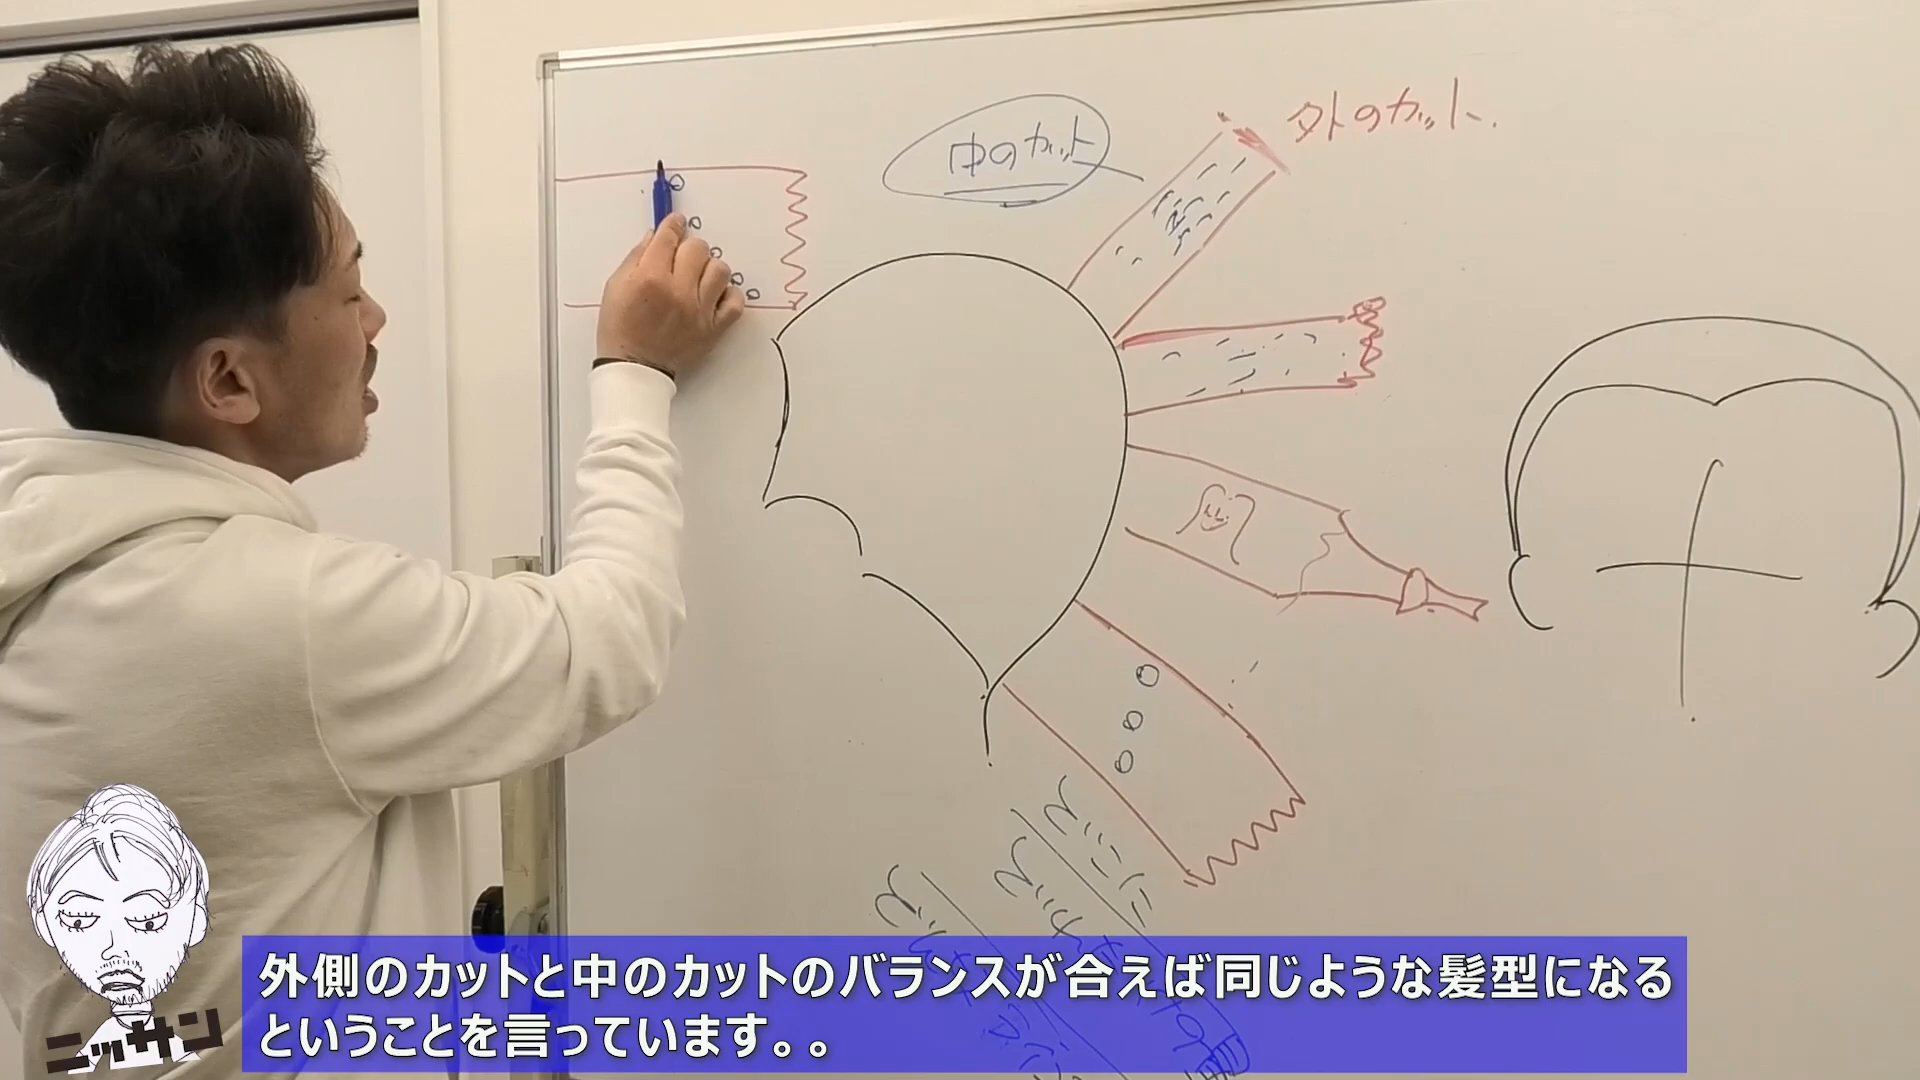 中のカット
外のカット.
外側のカットと中のカットのバランスが合えば同じような髪型になる
ということを言っています。。
ニッサン